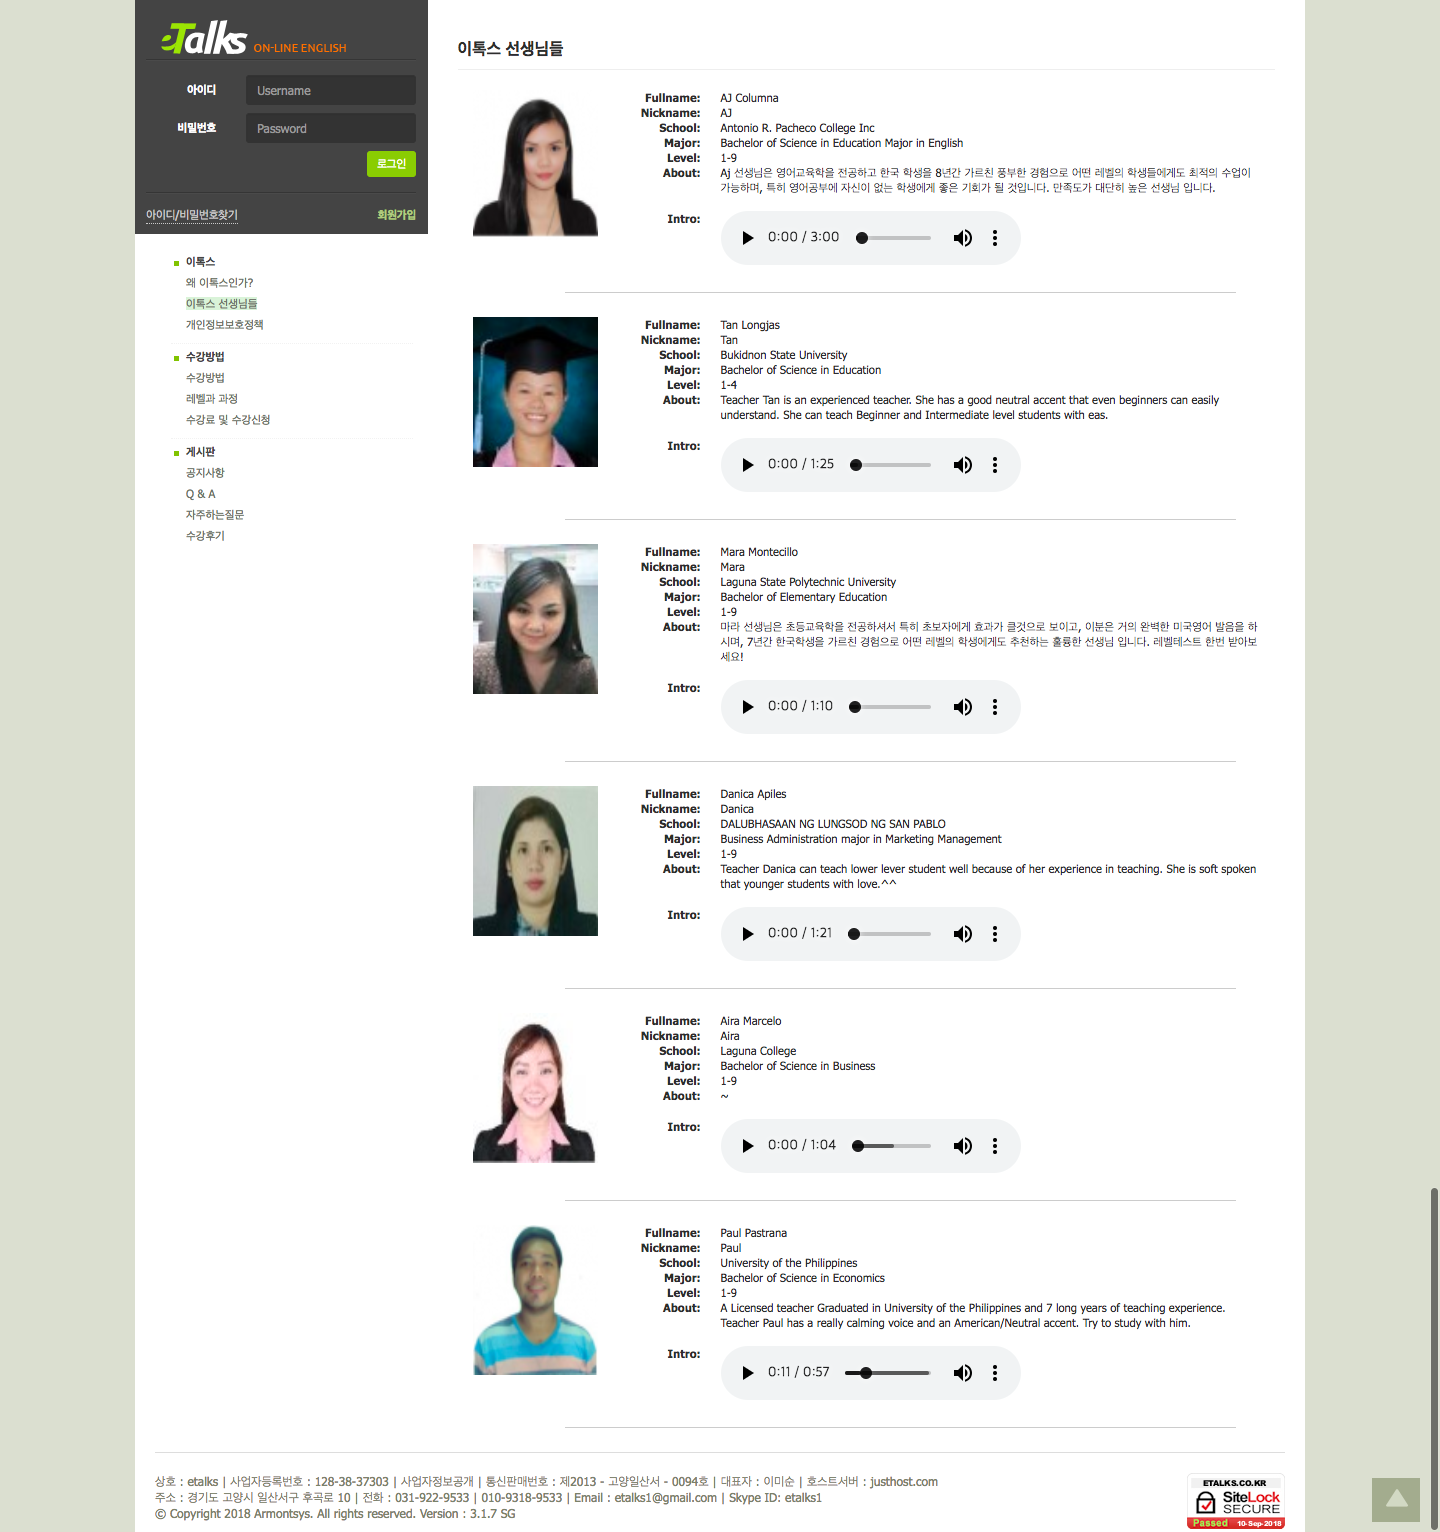 eTalks ON-LINE ENGLISH
아이디 Username
비밀번호 Password
로그인
아이디/비밀번호찾기 회원가입
이톡스
왜 이톡스인가?
이톡스 선생님들
개인정보보호정책
수강방법
수강방법
레벨과 과정
수강료 및 수강신청
게시판
공지사항
Q & A
자주하는질문
수강후기
이톡스 선생님들
Fullname: AJ Columna
Nickname: AJ
School: Antonio R. Pacheco College Inc
Major: Bachelor of Science in Education Major in English
Level: 1-9
About: Aj 선생님은 영어교육학을 전공하고 한국 학생을 8년간 가르친 풍부한 경험으로 어떤 레벨의 학생들에게도 최적의 수업이
가능하며, 특히 영어공부에 자신이 없는 학생에게 좋은 기회가 될 것입니다. 만족도가 대단히 높은 선생님 입니다.
Intro: 0:00 / 3:00
Fullname: Tan Longjas
Nickname: Tan
School: Bukidnon State University
Major: Bachelor of Science in Education
Level: 1-4
About: Teacher Tan is an experienced teacher. She has a good neutral accent that even beginners can easily
understand. She can teach Beginner and Intermediate level students with eas.
Intro: 0:00 / 1:25
Fullname: Mara Montecillo
Nickname: Mara
School: Laguna State Polytechnic University
Major: Bachelor of Elementary Education
Level: 1-9
About: 마라 선생님은 초등교육학을 전공하셔서 특히 초보자에게 효과가 클것으로 보이고, 이분은 거의 완벽한 미국영어 발음을 하
시며, 7년간 한국학생을 가르친 경험으로 어떤 레벨의 학생에게도 추천하는 훌륭한 선생님 입니다. 레벨테스트 한번 받아보
세요!
Intro: 0:00 / 1:10
Fullname: Danica Apiles
Nickname: Danica
School: DALUBHASAAN NG LUNGSOD NG SAN PABLO
Major: Business Administration major in Marketing Management
Level: 1-9
About: Teacher Danica can teach lower lever student well because of her experience in teaching. She is soft spoken
that younger students with love.^^
Intro: 0:00 / 1:21
Fullname: Aira Marcelo
Nickname: Aira
School: Laguna College
Major: Bachelor of Science in Business
Level: 1-9
About: ~
Intro: 0:00 / 1:04
Fullname: Paul Pastrana
Nickname: Paul
School: University of the Philippines
Major: Bachelor of Science in Economics
Level: 1-9
About: A Licensed teacher Graduated in University of the Philippines and 7 long years of teaching experience.
Teacher Paul has a really calming voice and an American/Neutral accent. Try to study with him.
Intro: 0:11 / 0:57
상호 : etalks | 사업자등록번호 : 128-38-37303 | 사업자정보공개 | 통신판매번호 : 제2013 - 고양일산서 - 0094호 | 대표자 : 이미순 | 호스트서버 : justhost.com
주소 : 경기도 고양시 일산서구 후곡로 10 | 전화 : 031-922-9533 | 010-9318-9533 | Email : etalks1@gmail.com | Skype ID: etalks1
© Copyright 2018 Armontsys. All rights reserved. Version : 3.1.7 SG
ETALKS.CO.KR
SiteLock
SECURE
Passed 10-Sep-2018